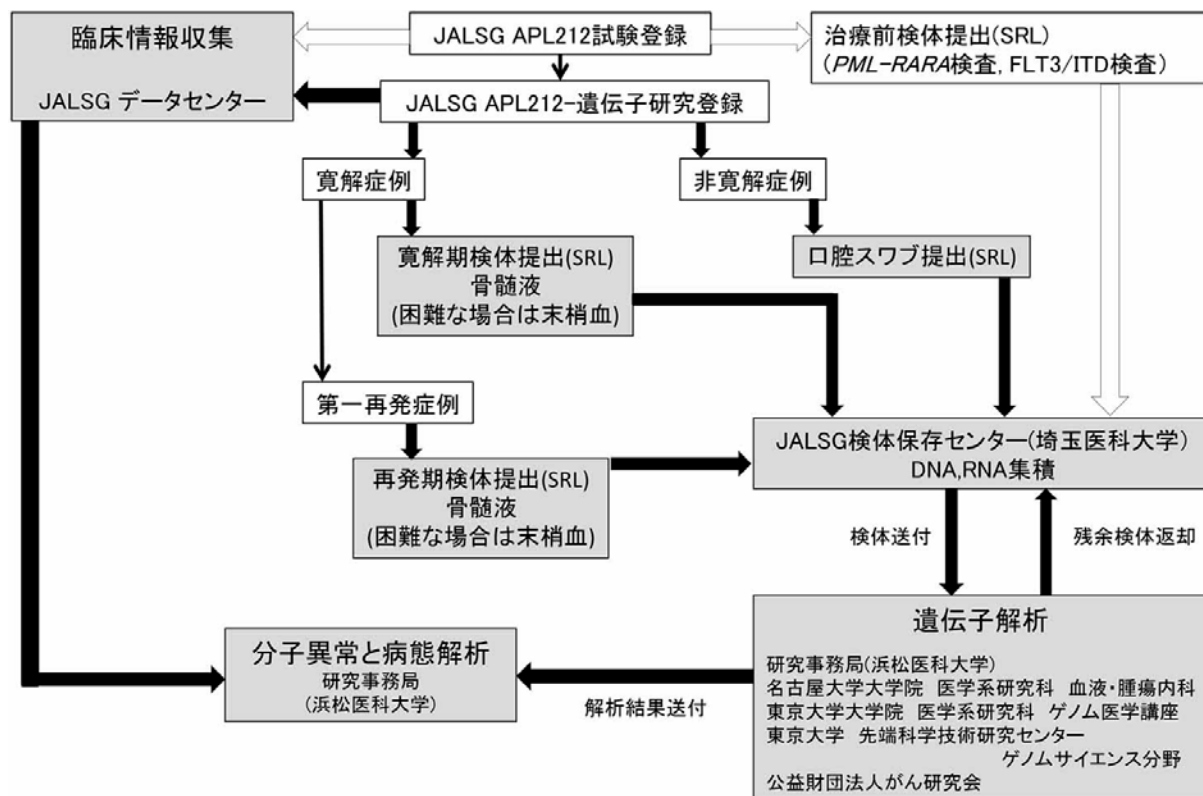 臨床情報収集
JALSG データセンター
JALSG APL212試験登録
治療前検体提出(SRL)
(PML-RARA検査, FLT3/ITD検査)
JALSG APL212-遺伝子研究登録
寛解症例
非寛解症例
寛解期検体提出(SRL)
骨髄液
(困難な場合は末梢血)
口腔スワブ提出(SRL)
第一再発症例
再発期検体提出(SRL)
骨髄液
(困難な場合は末梢血)
JALSG検体保存センター(埼玉医科大学)
DNA,RNA集積
検体送付
残余検体返却
分子異常と病態解析
研究事務局
(浜松医科大学)
解析結果送付
遺伝子解析
研究事務局(浜松医科大学)
名古屋大学大学院 医学系研究科 血液・腫瘍内科
東京大学大学院 医学系研究科 ゲノム医学講座
東京大学 先端科学技術研究センター
ゲノムサイエンス分野
公益財団法人がん研究会